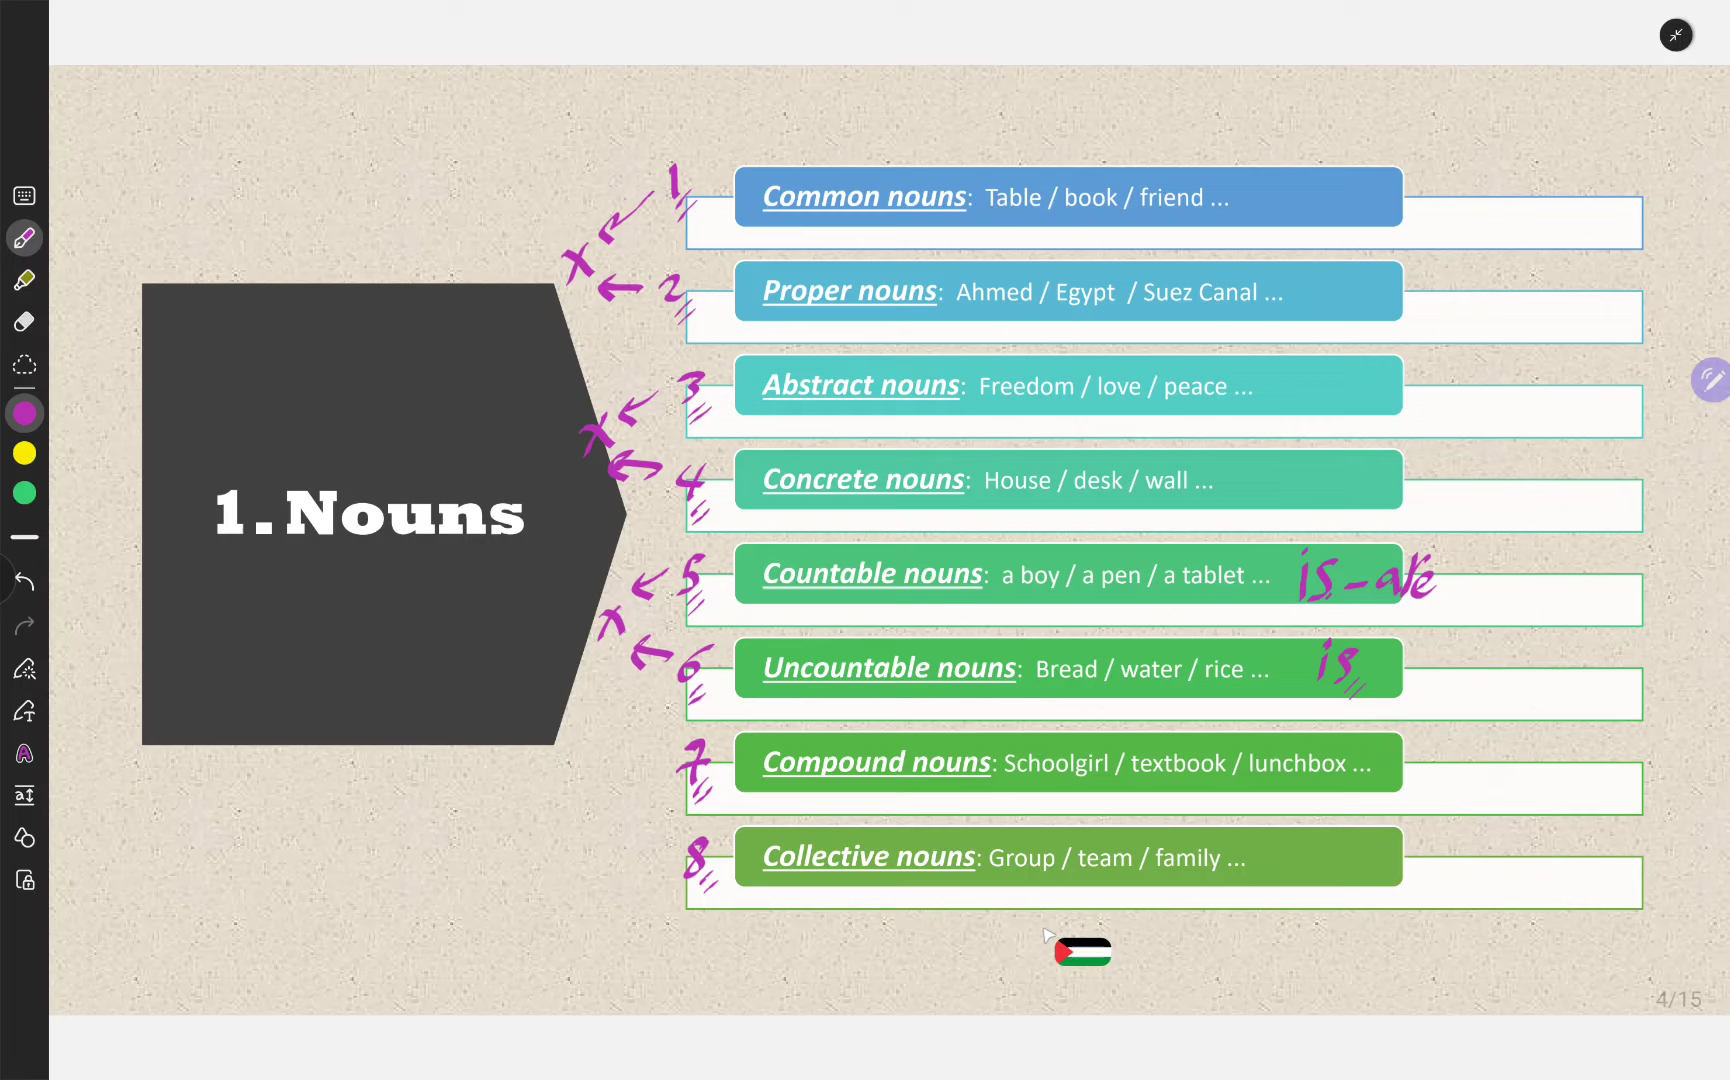 1
Common nouns: Table / book / friend ...
x
2
Proper nouns: Ahmed / Egypt / Suez Canal ...
3
Abstract nouns: Freedom / love / peace ...
x
4
Concrete nouns: House / desk / wall ...
1. Nouns
5
Countable nouns: a boy / a pen / a tablet ... is - are
x
6
Uncountable nouns: Bread / water / rice ... is
7
Compound nouns: Schoolgirl / textbook / lunchbox ...
8
Collective nouns: Group / team / family ...
4/15